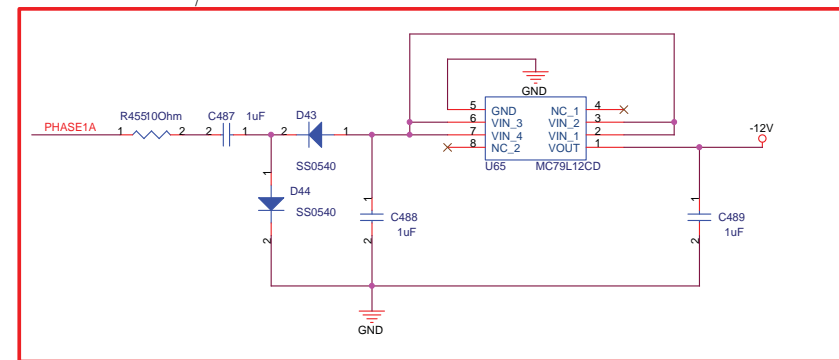 R45510Ohm C487 1uF D43
PHASE1A 1 2 2 1 2 1
SS0540
D44
SS0540
1
2
C488
1uF
1
2
GND
GND
5 GND NC_1 4
6 VIN_3 VIN_2 3
7 VIN_4 VIN_1 2
8 NC_2 VOUT 1
U65 MC79L12CD
-12V
C489
1uF
1
2